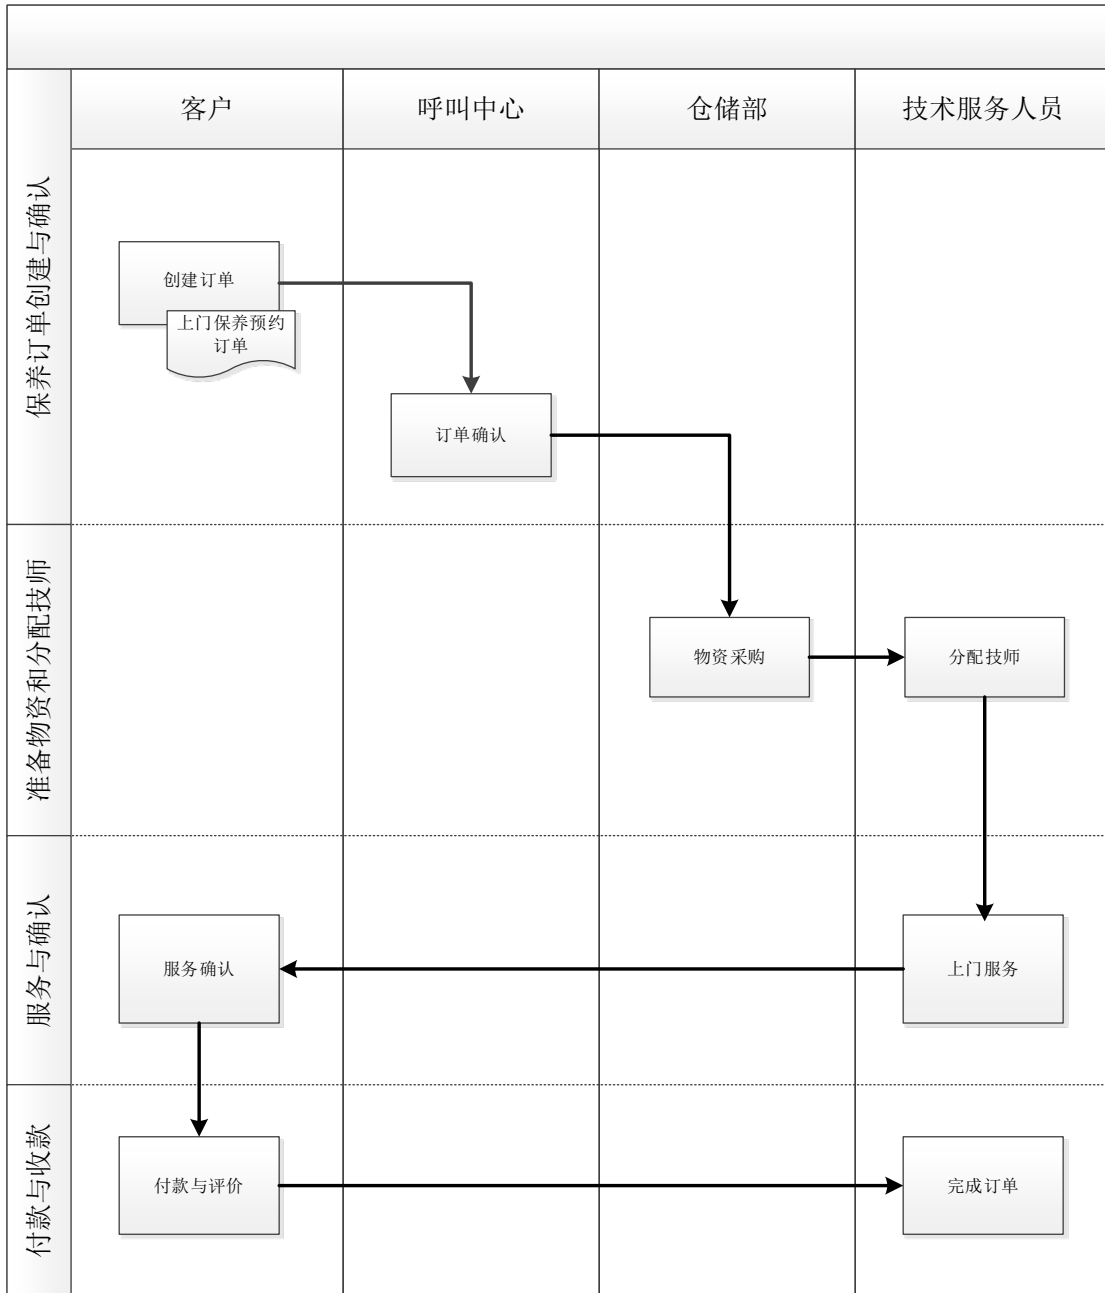 客户
呼叫中心
仓储部
技术服务人员
保养订单创建与确认
创建订单
上门保养预约
订单
订单确认
准备物资和分配技师
物资采购
分配技师
服务与确认
服务确认
上门服务
付款与收款
付款与评价
完成订单